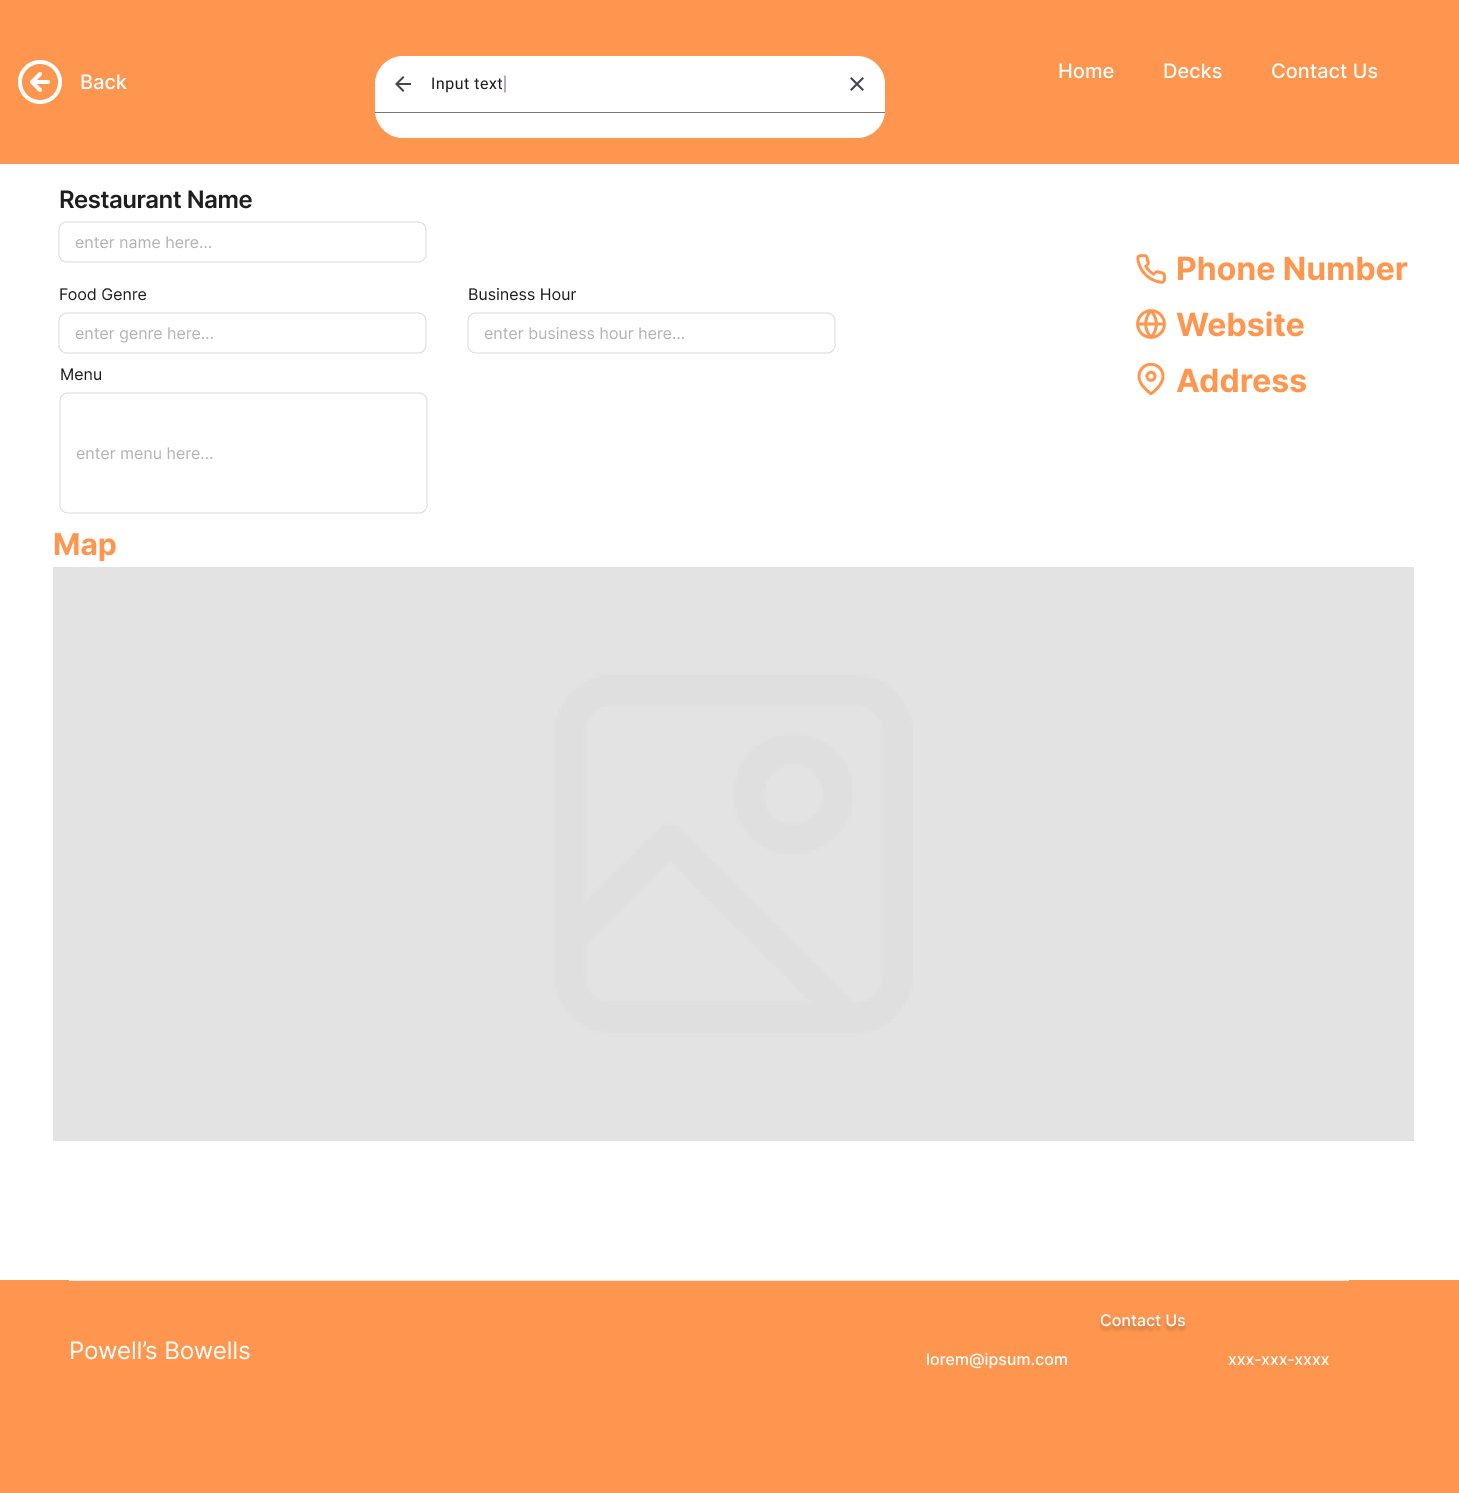 Back
Input text
Home
Decks
Contact Us
Restaurant Name
enter name here...
Food Genre
Business Hour
enter genre here...
enter business hour here...
Menu
enter menu here...
Phone Number
Website
Address
Map
Powell’s Bowells
Contact Us
lorem@ipsum.com
xxx-xxx-xxxx